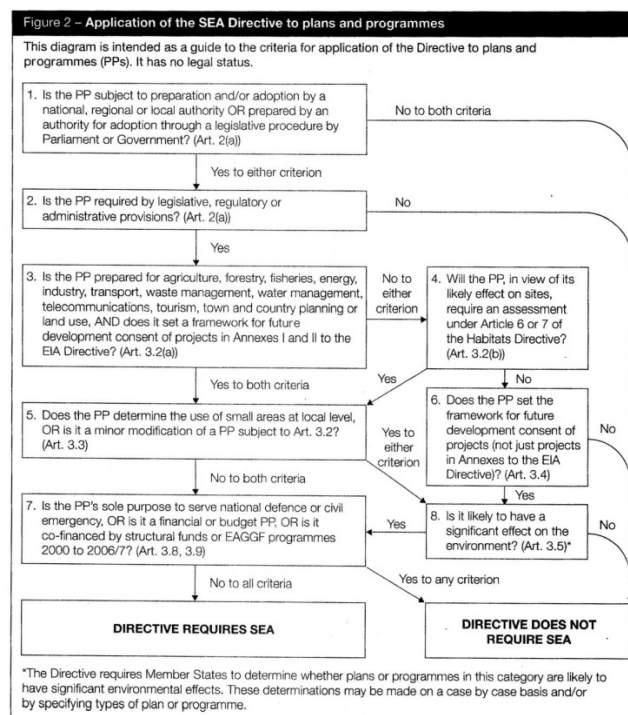 Figure 2 – Application of the SEA Directive to plans and programmes
This diagram is intended as a guide to the criteria for application of the Directive to plans and
programmes (PPs). It has no legal status.
1. Is the PP subject to preparation and/or adoption by a
national, regional or local authority OR prepared by an
authority for adoption through a legislative procedure by
Parliament or Government? (Art. 2(a))
No to both criteria
Yes to either criterion
2. Is the PP required by legislative, regulatory or
administrative provisions? (Art. 2(a))
No
Yes
3. Is the PP prepared for agriculture, forestry, fisheries, energy,
industry, transport, waste management, water management,
telecommunications, tourism, town and country planning or
land use, AND does it set a framework for future
development consent of projects in Annexes I and II to the
EIA Directive? (Art. 3.2(a))
No to
either
criterion
4. Will the PP, in view of its
likely effect on sites,
require an assessment
under Article 6 or 7 of
the Habitats Directive?
(Art. 3.2(b))
Yes to both criteria
Yes
No
5. Does the PP determine the use of small areas at local level,
OR is it a minor modification of a PP subject to Art. 3.2?
(Art. 3.3)
Yes to
either
criterion
6. Does the PP set the
framework for future
development consent of
projects (not just projects
in Annexes to the EIA
Directive)? (Art. 3.4)
No
No to both criteria
Yes
7. Is the PP's sole purpose to serve national defence or civil
emergency, OR is it a financial or budget PP, OR is it
co-financed by structural funds or EAGGF programmes
2000 to 2006/7? (Art. 3.8, 3.9)
Yes
8. Is it likely to have a
significant effect on the
environment? (Art. 3.5)*
No
No to all criteria
Yes to any criterion
DIRECTIVE REQUIRES SEA
DIRECTIVE DOES NOT
REQUIRE SEA
*The Directive requires Member States to determine whether plans or programmes in this category are likely to
have significant environmental effects. These determinations may be made on a case by case basis and/or
by specifying types of plan or programme.